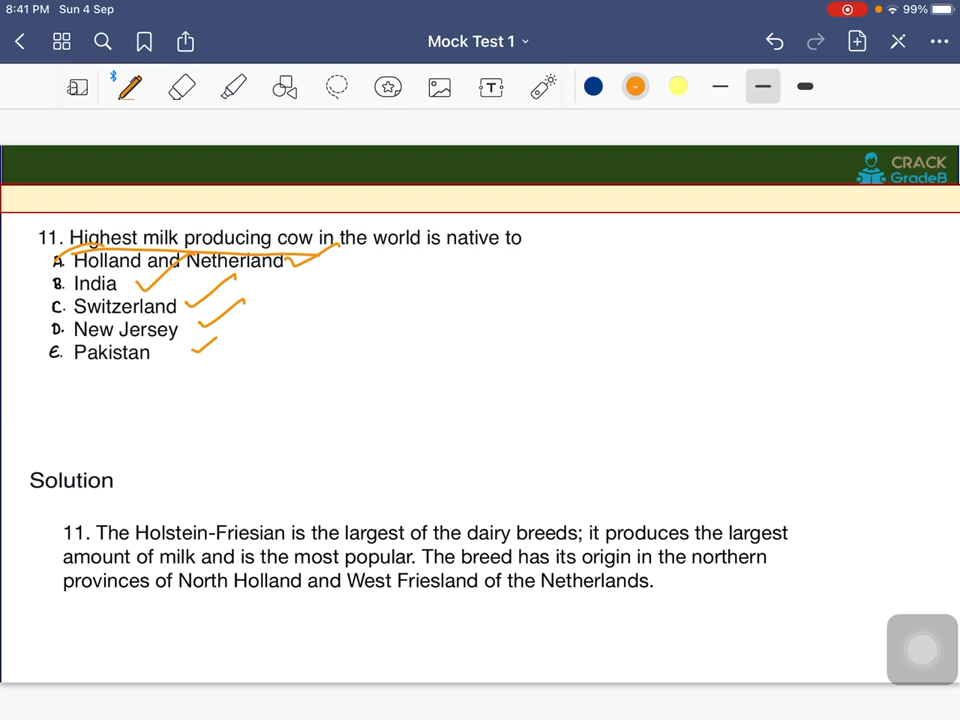 8:41 PM Sun 4 Sep
99%
Mock Test 1
T
CRACK
GradeB
11. Highest milk producing cow in the world is native to
A. Holland and Netherland
B. India
C. Switzerland
D. New Jersey
E. Pakistan
Solution
11. The Holstein-Friesian is the largest of the dairy breeds; it produces the largest
amount of milk and is the most popular. The breed has its origin in the northern
provinces of North Holland and West Friesland of the Netherlands.